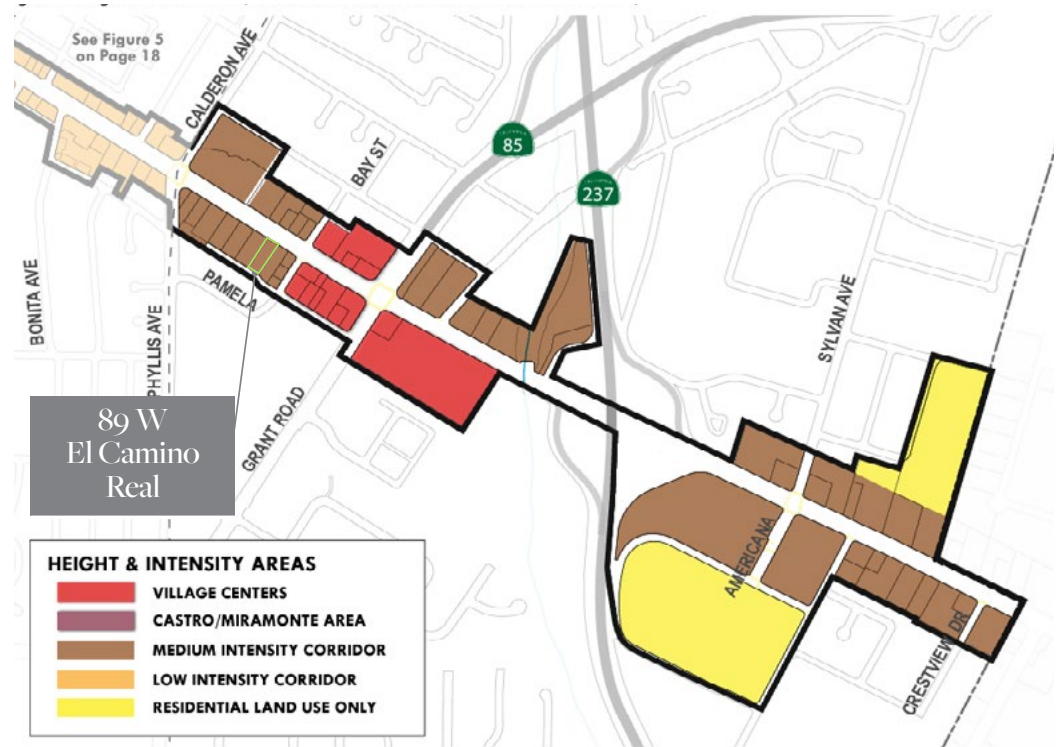 See Figure 5
on Page 18
CALDERON AVE
BAY ST
CALIFORNIA
85
CALIFORNIA
237
BONITA AVE
PHYLLIS AVE
PAMELA
GRANT ROAD
SYLVAN AVE
89 W
El Camino
Real
AMERICANA
CRESTVIEW DR
HEIGHT & INTENSITY AREAS
VILLAGE CENTERS
CASTRO/MIRAMONTE AREA
MEDIUM INTENSITY CORRIDOR
LOW INTENSITY CORRIDOR
RESIDENTIAL LAND USE ONLY